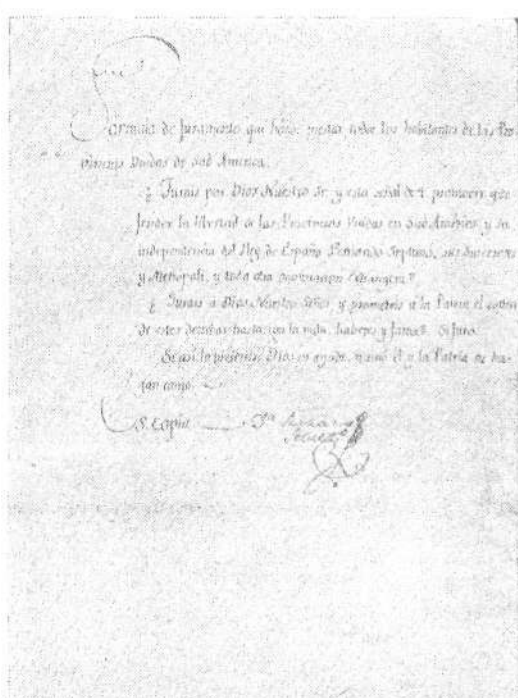 Formula de Juramento que han prestar todos los habitantes de las Pro-
vincias Unidas de Sud America.
¿ Jurais por Dios Nuestro Sr. y esta señal de † promover, y de-
fender la libertad de las Provincias Unidas en Sud America, y su
independencia del Rey de España Fernando Septimo, sus sucesores
y Metropoli, y toda otra dominacion extrangera?
¿ Jurais a Dios Nuestro Señor, y prometeis a la Patria el sosten
de estos derechos hasta con la vida, haberes y fama? Si juro.
Si asi lo hiciereis Dios os ayude, y sino él y la Patria os ha-
gan cargo.
Es copia